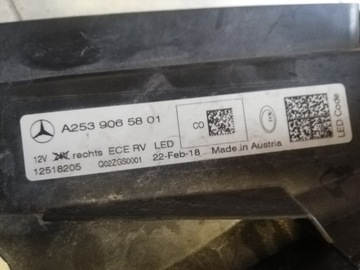 A253 906 58 01
CO
LED Code
12V 24V rechts ECE RV LED
12518205 Q02ZGS0001 22-Feb-18 Made in Austria